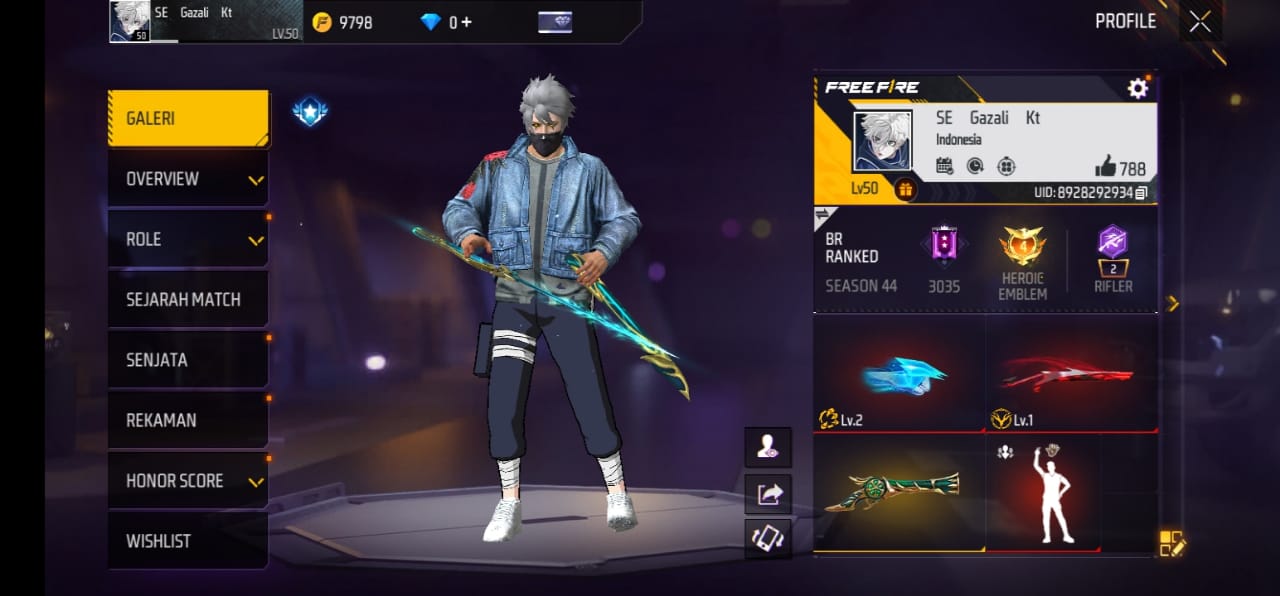 SE Gazali Kt
50
LV.50
9798
0 +
PROFILE
GALERI
OVERVIEW
ROLE
SEJARAH MATCH
SENJATA
REKAMAN
HONOR SCORE
WISHLIST
FREE FIRE
SE Gazali Kt
Indonesia
788
Lv50
UID:8928292934
BR
RANKED
SEASON 44
3035
4
HEROIC
EMBLEM
2
RIFLER
Lv.2
Lv.1